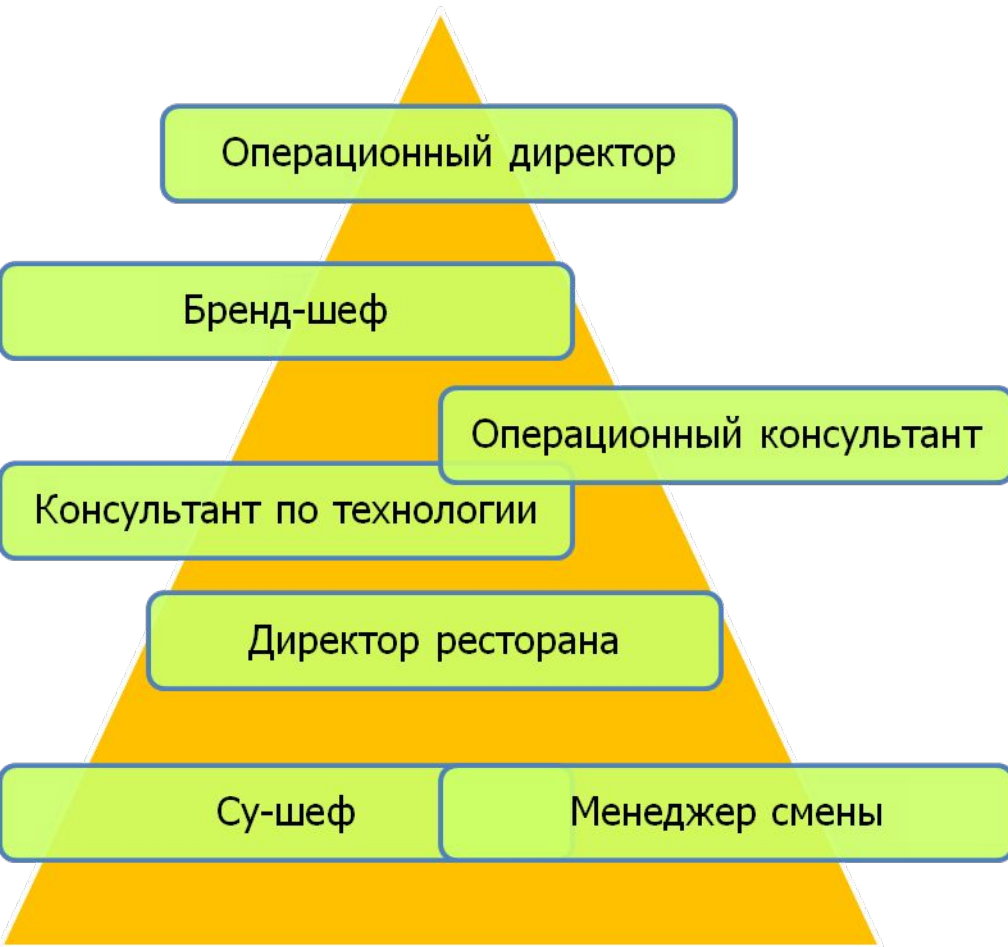 Операционный директор
Бренд-шеф
Операционный консультант
Консультант по технологии
Директор ресторана
Су-шеф
Менеджер смены